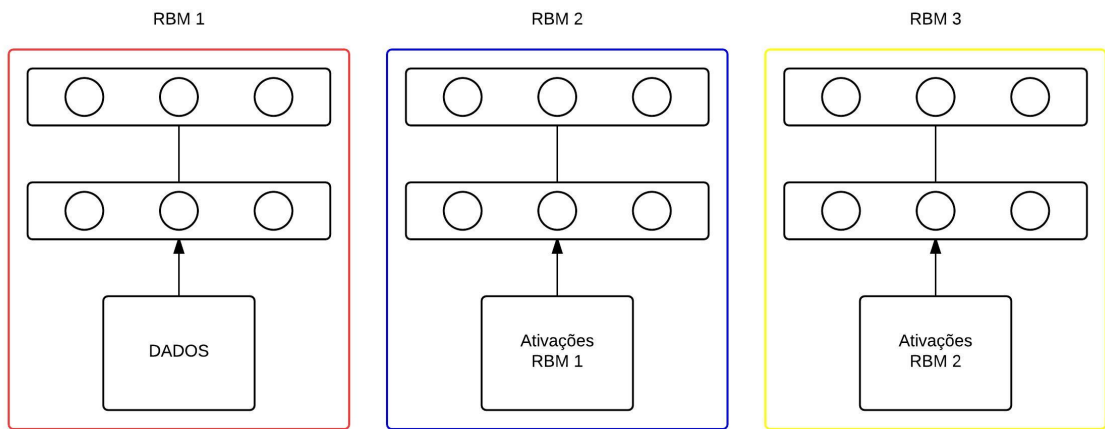 RBM 1
RBM 2
RBM 3
DADOS
Ativações
RBM 1
Ativações
RBM 2